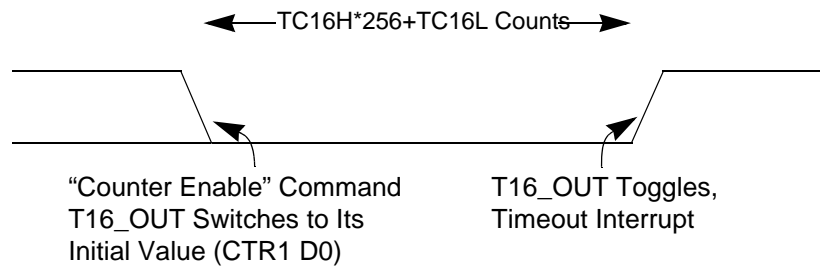 TC16H*256+TC16L Counts
“Counter Enable” Command
T16_OUT Switches to Its
Initial Value (CTR1 D0)
T16_OUT Toggles,
Timeout Interrupt